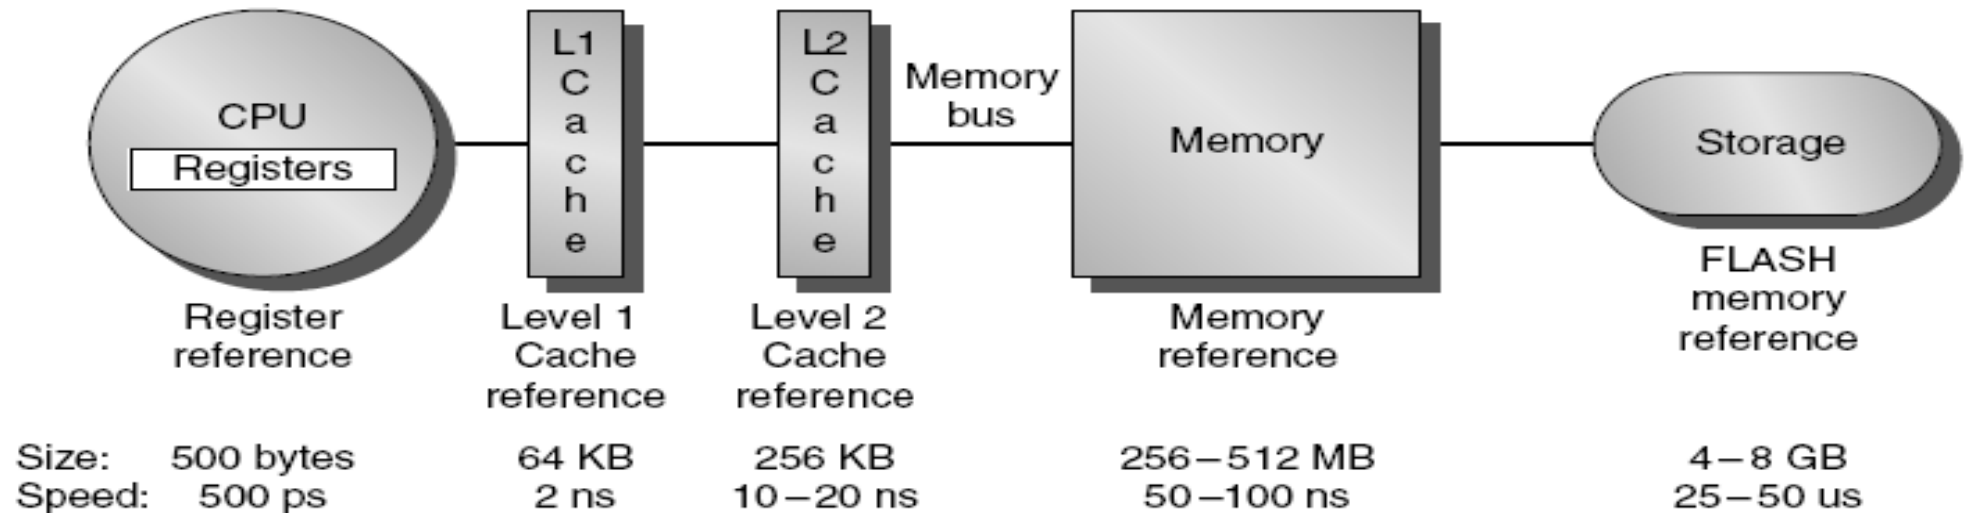 CPU
Registers
L1
C
a
c
h
e
L2
C
a
c
h
e
Memory
bus
Memory
Storage
Register
reference
Level 1
Cache
reference
Level 2
Cache
reference
Memory
reference
FLASH
memory
reference
Size: 500 bytes 64 KB 256 KB 256–512 MB 4–8 GB
Speed: 500 ps 2 ns 10–20 ns 50–100 ns 25–50 us